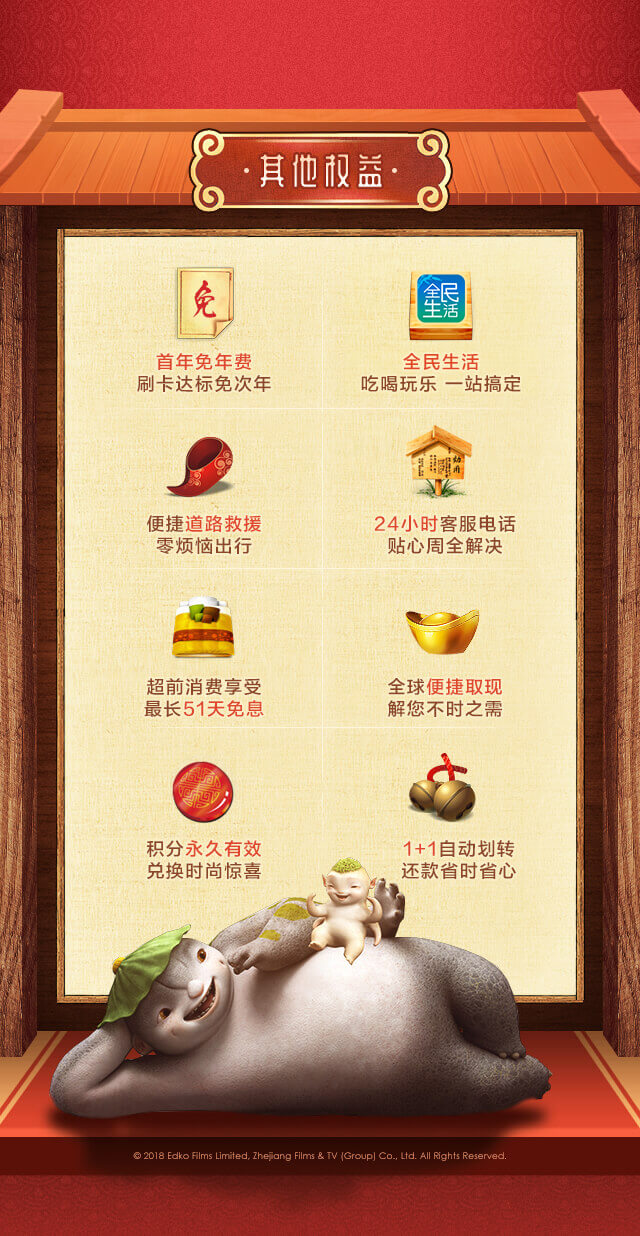 ·其他权益·
免
全民
生活
首年免年费
刷卡达标免次年
全民生活
吃喝玩乐 一站搞定
便捷道路救援
零烦恼出行
24小时客服电话
贴心周全解决
超前消费享受
最长51天免息
全球便捷取现
解您不时之需
积分永久有效
兑换时尚惊喜
1+1自动划转
还款省时省心
© 2018 Edko Films Limited, Zhejiang Films & TV (Group) Co., Ltd. All Rights Reserved.